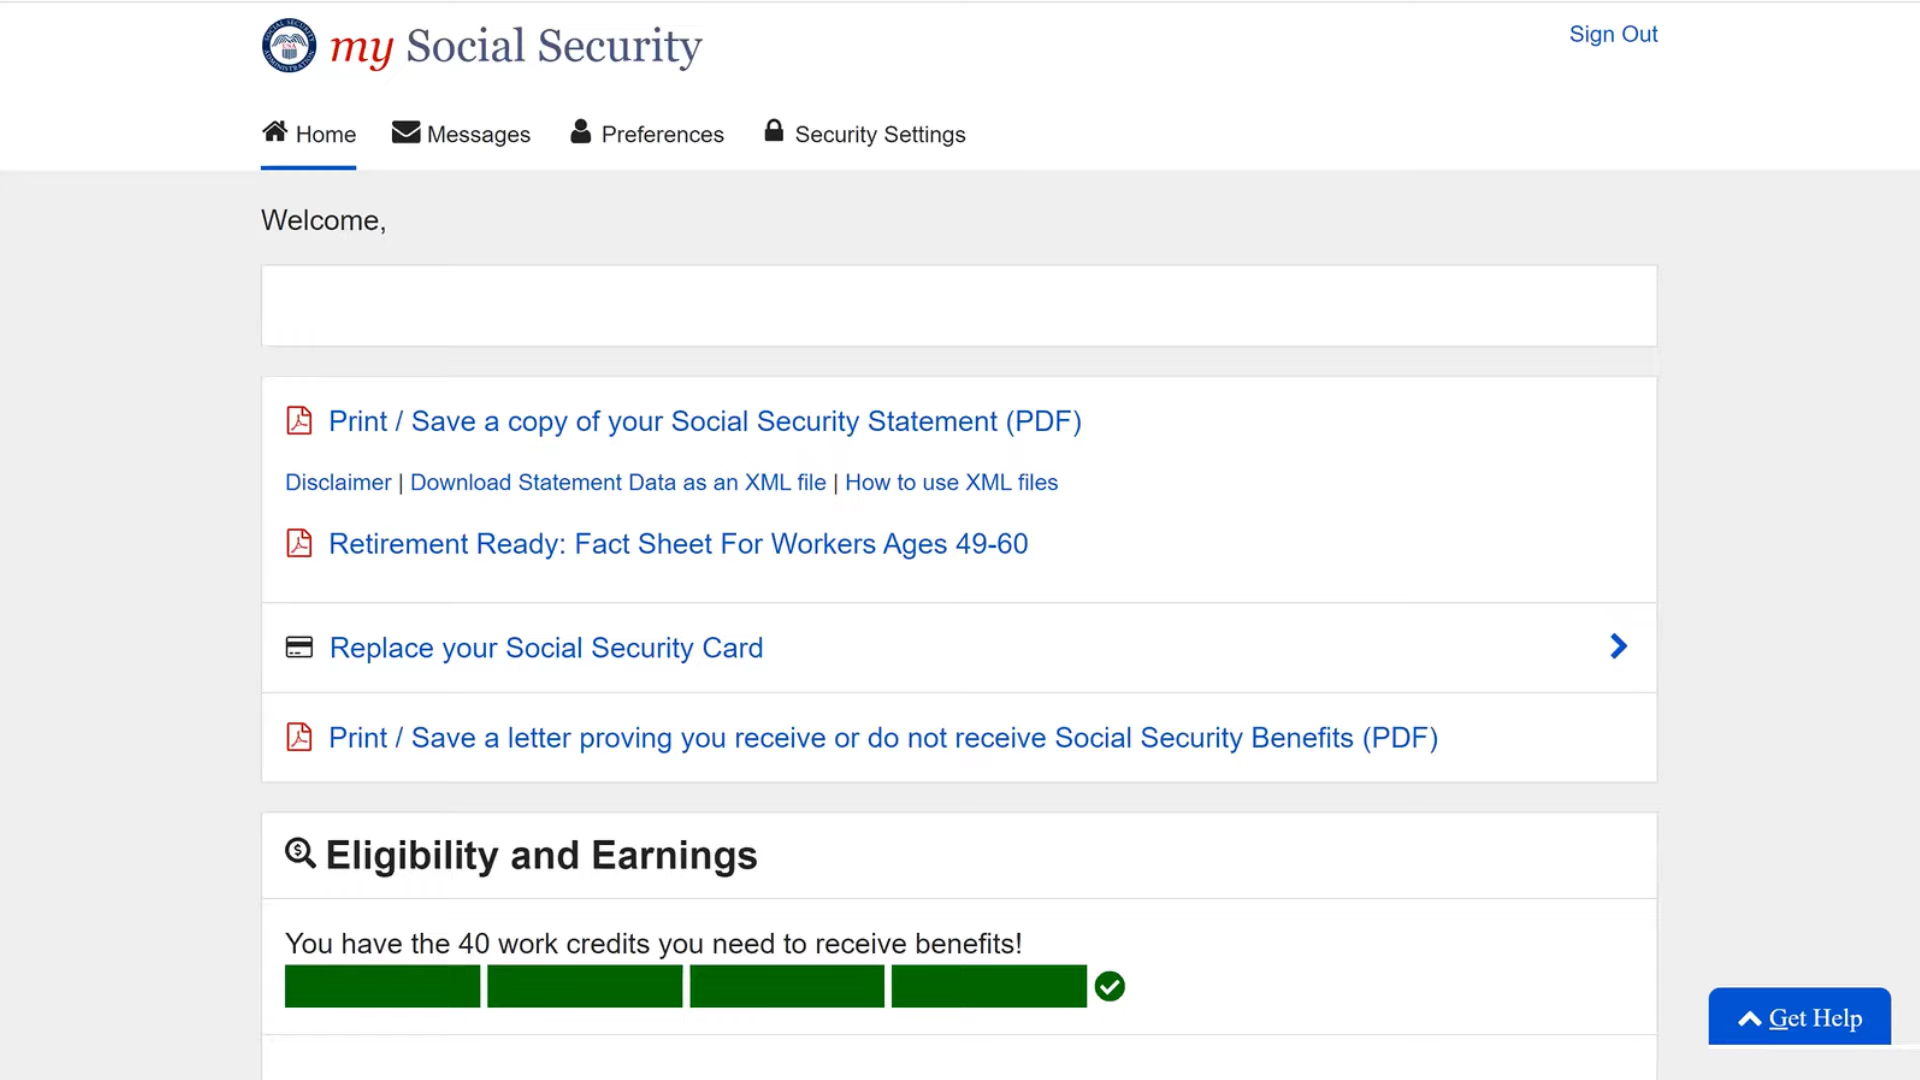 my Social Security
Sign Out
Home Messages Preferences Security Settings
Welcome,
Print / Save a copy of your Social Security Statement (PDF)
Disclaimer | Download Statement Data as an XML file | How to use XML files
Retirement Ready: Fact Sheet For Workers Ages 49-60
Replace your Social Security Card
Print / Save a letter proving you receive or do not receive Social Security Benefits (PDF)
Eligibility and Earnings
You have the 40 work credits you need to receive benefits!
Get Help